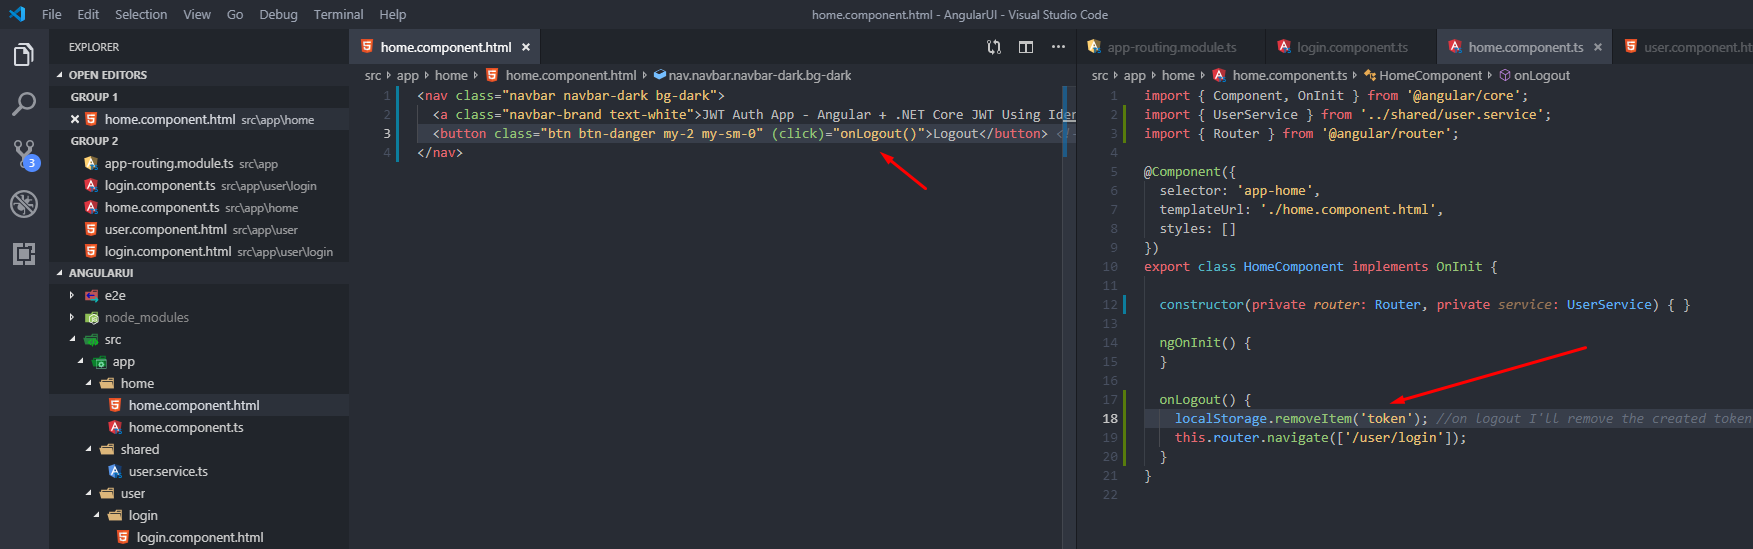 File Edit Selection View Go Debug Terminal Help
home.component.html - AngularUI - Visual Studio Code
EXPLORER
OPEN EDITORS
GROUP 1
home.component.html src\app\home
GROUP 2
app-routing.module.ts src\app
login.component.ts src\app\user\login
home.component.ts src\app\home
user.component.html src\app\user
login.component.html src\app\user\login
ANGULARUI
e2e
node_modules
src
app
home
home.component.html
home.component.ts
shared
user.service.ts
user
login
login.component.html
3
home.component.html
src › app › home › home.component.html › nav.navbar.navbar-dark.bg-dark
1 <nav class="navbar navbar-dark bg-dark">
2 <a class="navbar-brand text-white">JWT Auth App - Angular + .NET Core JWT Using Iden
3 <button class="btn btn-danger my-2 my-sm-0" (click)="onLogout()">Logout</button> <!-
4 </nav>
app-routing.module.ts login.component.ts home.component.ts user.component.ht
src › app › home › home.component.ts › HomeComponent › onLogout
1 import { Component, OnInit } from '@angular/core';
2 import { UserService } from '../shared/user.service';
3 import { Router } from '@angular/router';
4
5 @Component({
6 selector: 'app-home',
7 templateUrl: './home.component.html',
8 styles: []
9 })
10 export class HomeComponent implements OnInit {
11
12 constructor(private router: Router, private service: UserService) { }
13
14 ngOnInit() {
15 }
16
17 onLogout() {
18 localStorage.removeItem('token'); //on logout I'll remove the created token
19 this.router.navigate(['/user/login']);
20 }
21 }
22